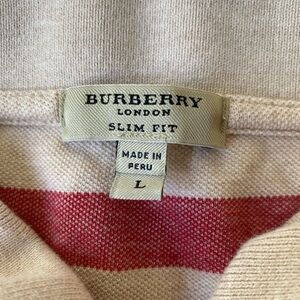 BURBERRY
LONDON
SLIM FIT
MADE IN
PERU
L